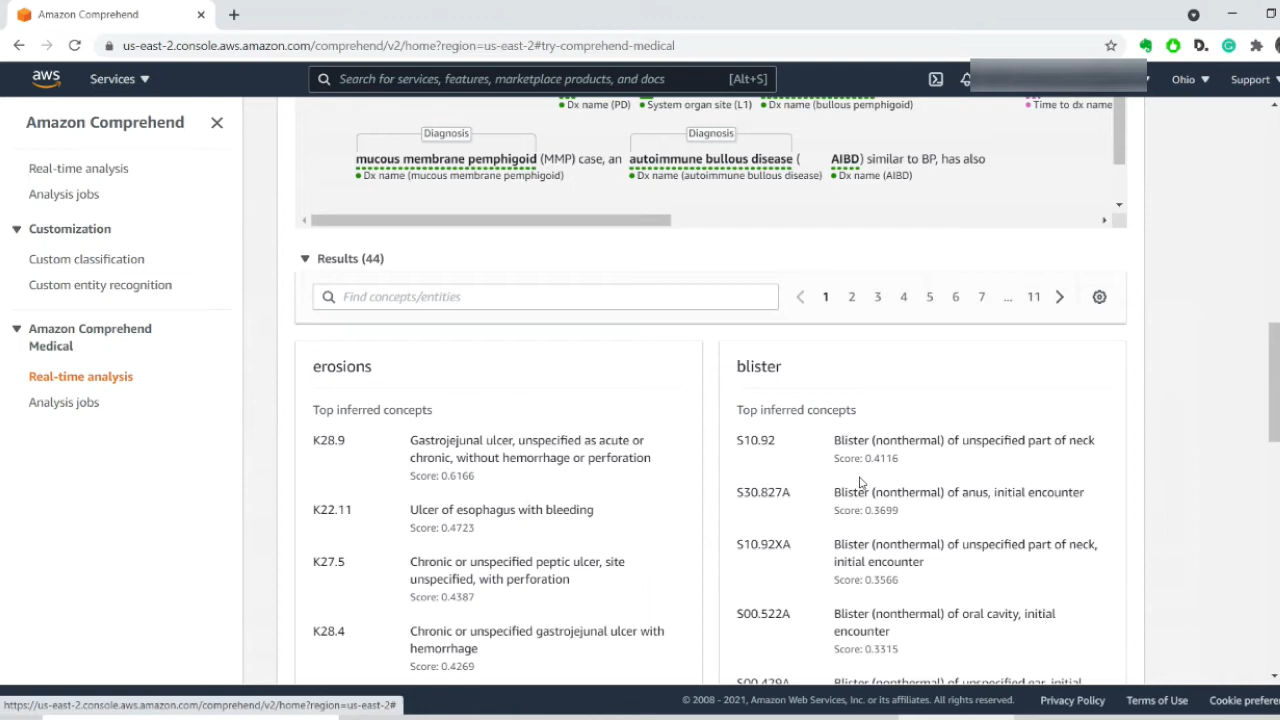 Amazon Comprehend
us-east-2.console.aws.amazon.com/comprehend/v2/home?region=us-east-2#try-comprehend-medical
aws Services Search for services, features, marketplace products, and docs [Alt+S] Ohio Support
Amazon Comprehend
Real-time analysis
Analysis jobs
Customization
Custom classification
Custom entity recognition
Amazon Comprehend
Medical
Real-time analysis
Analysis jobs
Dx name (PD) System organ site (L1) Dx name (bullous pemphigoid) Time to dx name
Diagnosis Diagnosis
mucous membrane pemphigoid (MMP) case, an autoimmune bullous disease ( AIBD) similar to BP, has also
Dx name (mucous membrane pemphigoid) Dx name (autoimmune bullous disease) Dx name (AIBD)
Results (44)
Find concepts/entities 1 2 3 4 5 6 7 ... 11
erosions
Top inferred concepts
K28.9 Gastrojejunal ulcer, unspecified as acute or
chronic, without hemorrhage or perforation
Score: 0.6166
K22.11 Ulcer of esophagus with bleeding
Score: 0.4723
K27.5 Chronic or unspecified peptic ulcer, site
unspecified, with perforation
Score: 0.4387
K28.4 Chronic or unspecified gastrojejunal ulcer with
hemorrhage
Score: 0.4269
blister
Top inferred concepts
S10.92 Blister (nonthermal) of unspecified part of neck
Score: 0.4116
S30.827A Blister (nonthermal) of anus, initial encounter
Score: 0.3699
S10.92XA Blister (nonthermal) of unspecified part of neck,
initial encounter
Score: 0.3566
S00.522A Blister (nonthermal) of oral cavity, initial
encounter
Score: 0.3315
S00.429A Blister (nonthermal) of unspecified ear, initial
https://us-east-2.console.aws.amazon.com/comprehend/v2/home?region=us-east-2#
© 2008 - 2021, Amazon Web Services, Inc. or its affiliates. All rights reserved. Privacy Policy Terms of Use Cookie prefere